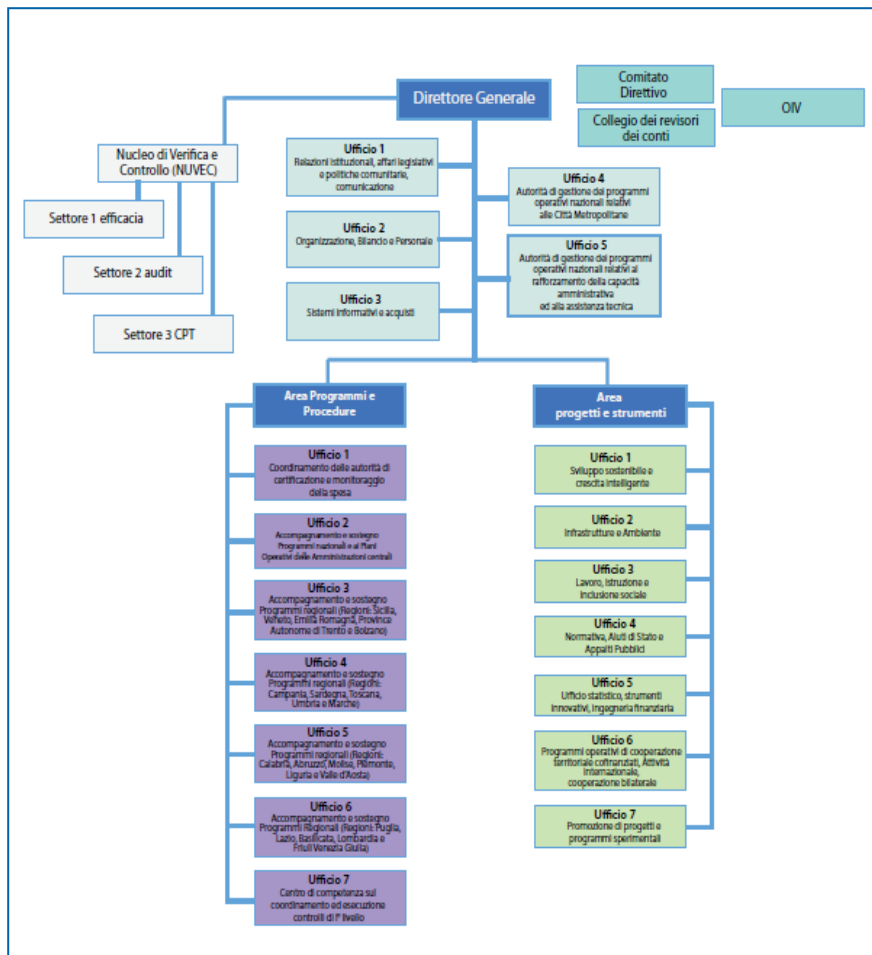 Direttore Generale
Comitato
Direttivo
Collegio dei revisori
dei conti
OIV
Nucleo di Verifica e
Controllo (NUVEC)
Settore 1 efficacia
Settore 2 audit
Settore 3 CPT
Ufficio 1
Relazioni istituzionali, affari legislativi
e politiche comunitarie,
comunicazione
Ufficio 2
Organizzazione, Bilancio e Personale
Ufficio 3
Sistemi informativi e acquisti
Ufficio 4
Autorità di gestione dei programmi
operativi nazionali relativi
alle Città Metropolitane
Ufficio 5
Autorità di gestione dei programmi
operativi nazionali relativi al
rafforzamento della capacità
amministrativa
ed alla assistenza tecnica
Area Programmi e
Procedure
Ufficio 1
Coordinamento delle autorità di
certificazione e monitoraggio
della spesa
Ufficio 2
Accompagnamento e sostegno
Programmi nazionali e ai Piani
Operativi delle Amministrazioni centrali
Ufficio 3
Accompagnamento e sostegno
Programmi regionali (Regioni: Sicilia,
Veneto, Emilia Romagna, Province
Autonome di Trento e Bolzano)
Ufficio 4
Accompagnamento e sostegno
Programmi regionali (Regioni:
Campania, Sardegna, Toscana,
Umbria e Marche)
Ufficio 5
Accompagnamento e sostegno
Programmi regionali (Regioni:
Calabria, Abruzzo, Molise, Piemonte,
Liguria e Valle d'Aosta)
Ufficio 6
Accompagnamento e sostegno
Programmi Regionali (Regioni: Puglia,
Lazio, Basilicata, Lombardia e
Friuli Venezia Giulia)
Ufficio 7
Centro di competenza sul
coordinamento ed esecuzione
controlli di I° livello
Area
progetti e strumenti
Ufficio 1
Sviluppo sostenibile e
crescita intelligente
Ufficio 2
Infrastrutture e Ambiente
Ufficio 3
Lavoro, istruzione e
inclusione sociale
Ufficio 4
Normativa, Aiuti di Stato e
Appalti Pubblici
Ufficio 5
Ufficio statistico, strumenti
innovativi, ingegneria finanziaria
Ufficio 6
Programmi operativi di cooperazione
territoriale cofinanziati, Attività
internazionale,
cooperazione bilaterale
Ufficio 7
Promozione di progetti e
programmi sperimentali